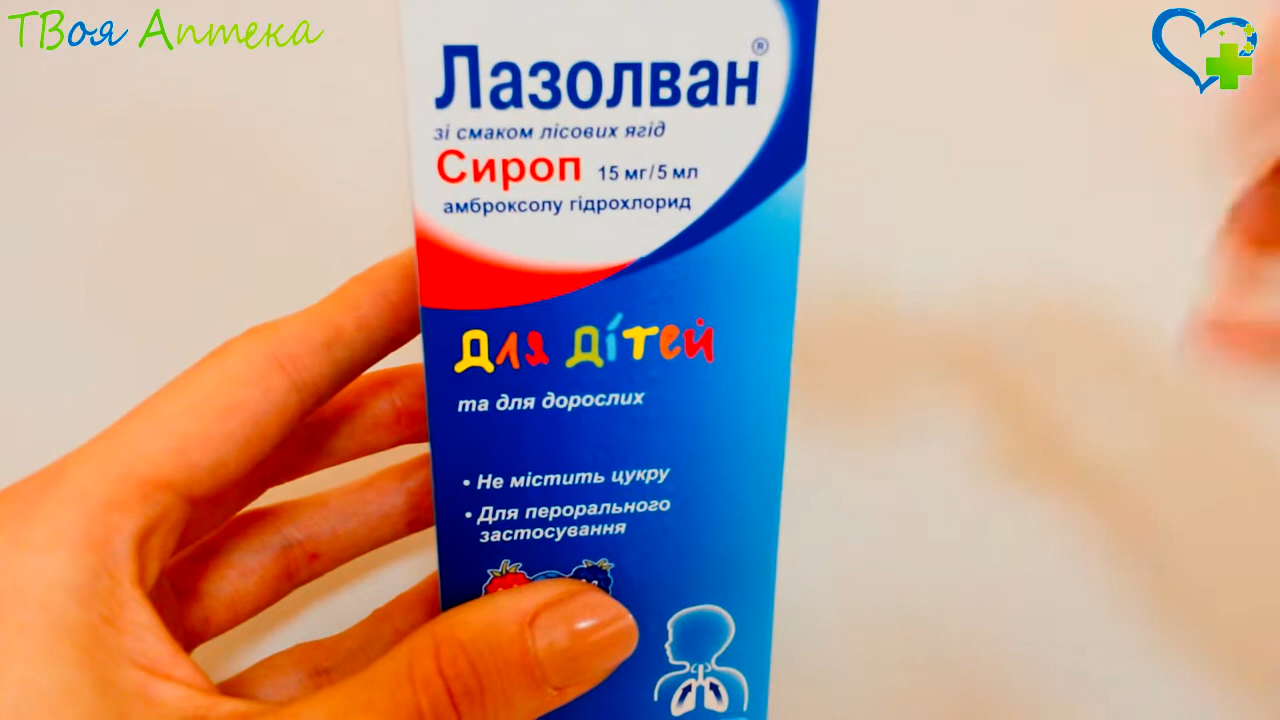 ТВоя Аптека
Лазолван®
зі смаком лісових ягід
Сироп 15 мг/5 мл
амброксолу гідрохлорид
для дітей
та для дорослих
• Не містить цукру
• Для перорального
застосування